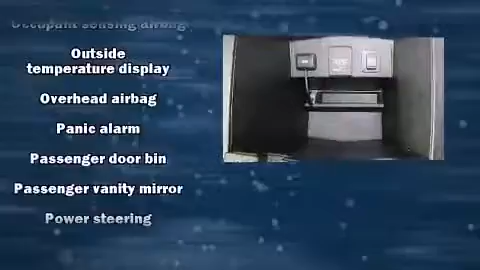 Occupant sensing airbag
Outside
temperature display
Overhead airbag
Panic alarm
Passenger door bin
Passenger vanity mirror
Power steering